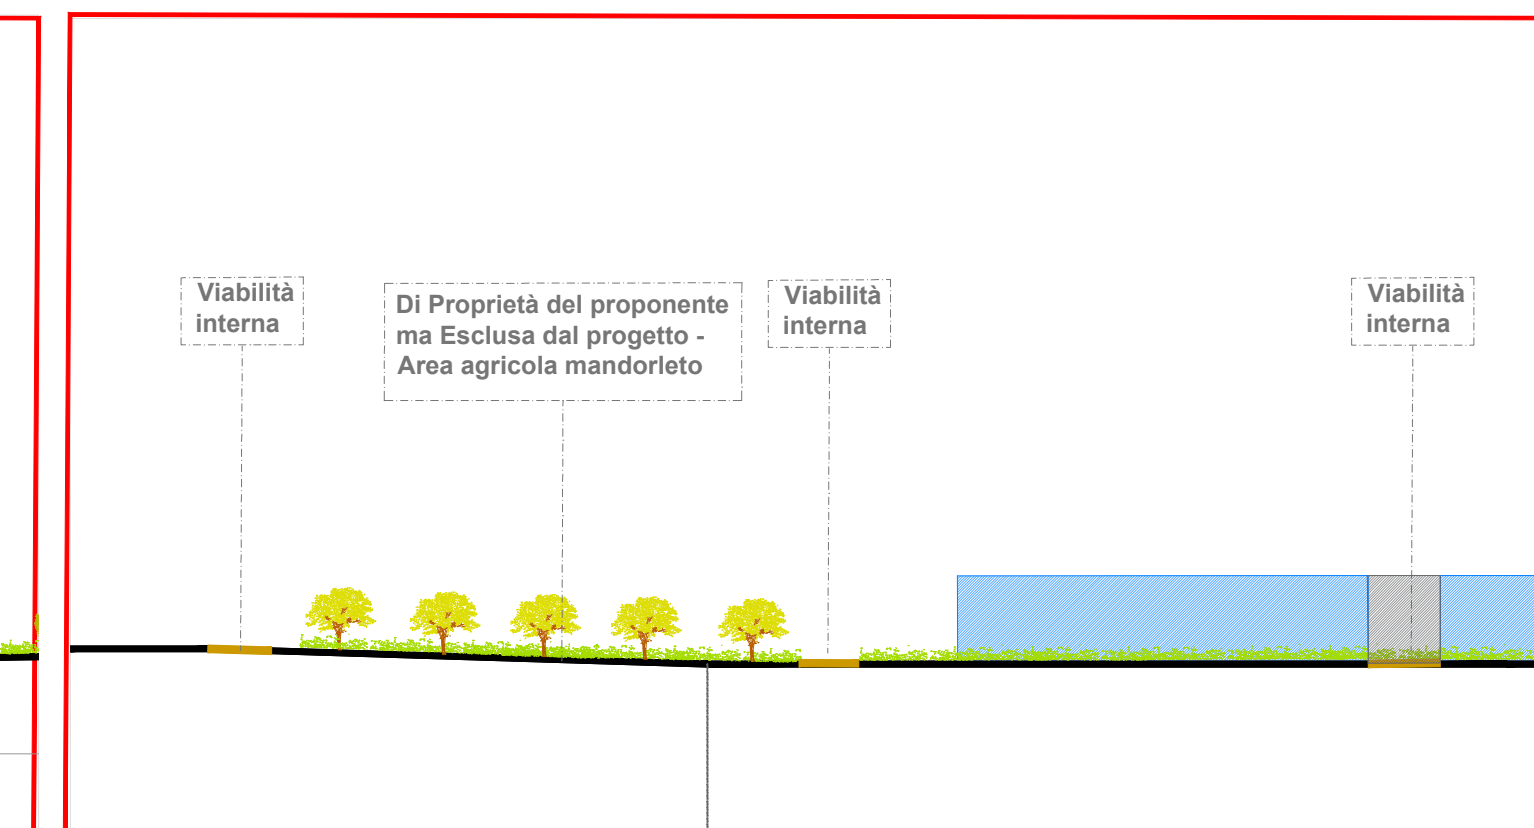 Viabilità
interna
Di Proprietà del proponente
ma Esclusa dal progetto -
Area agricola mandorleto
Viabilità
interna
Viabilità
interna